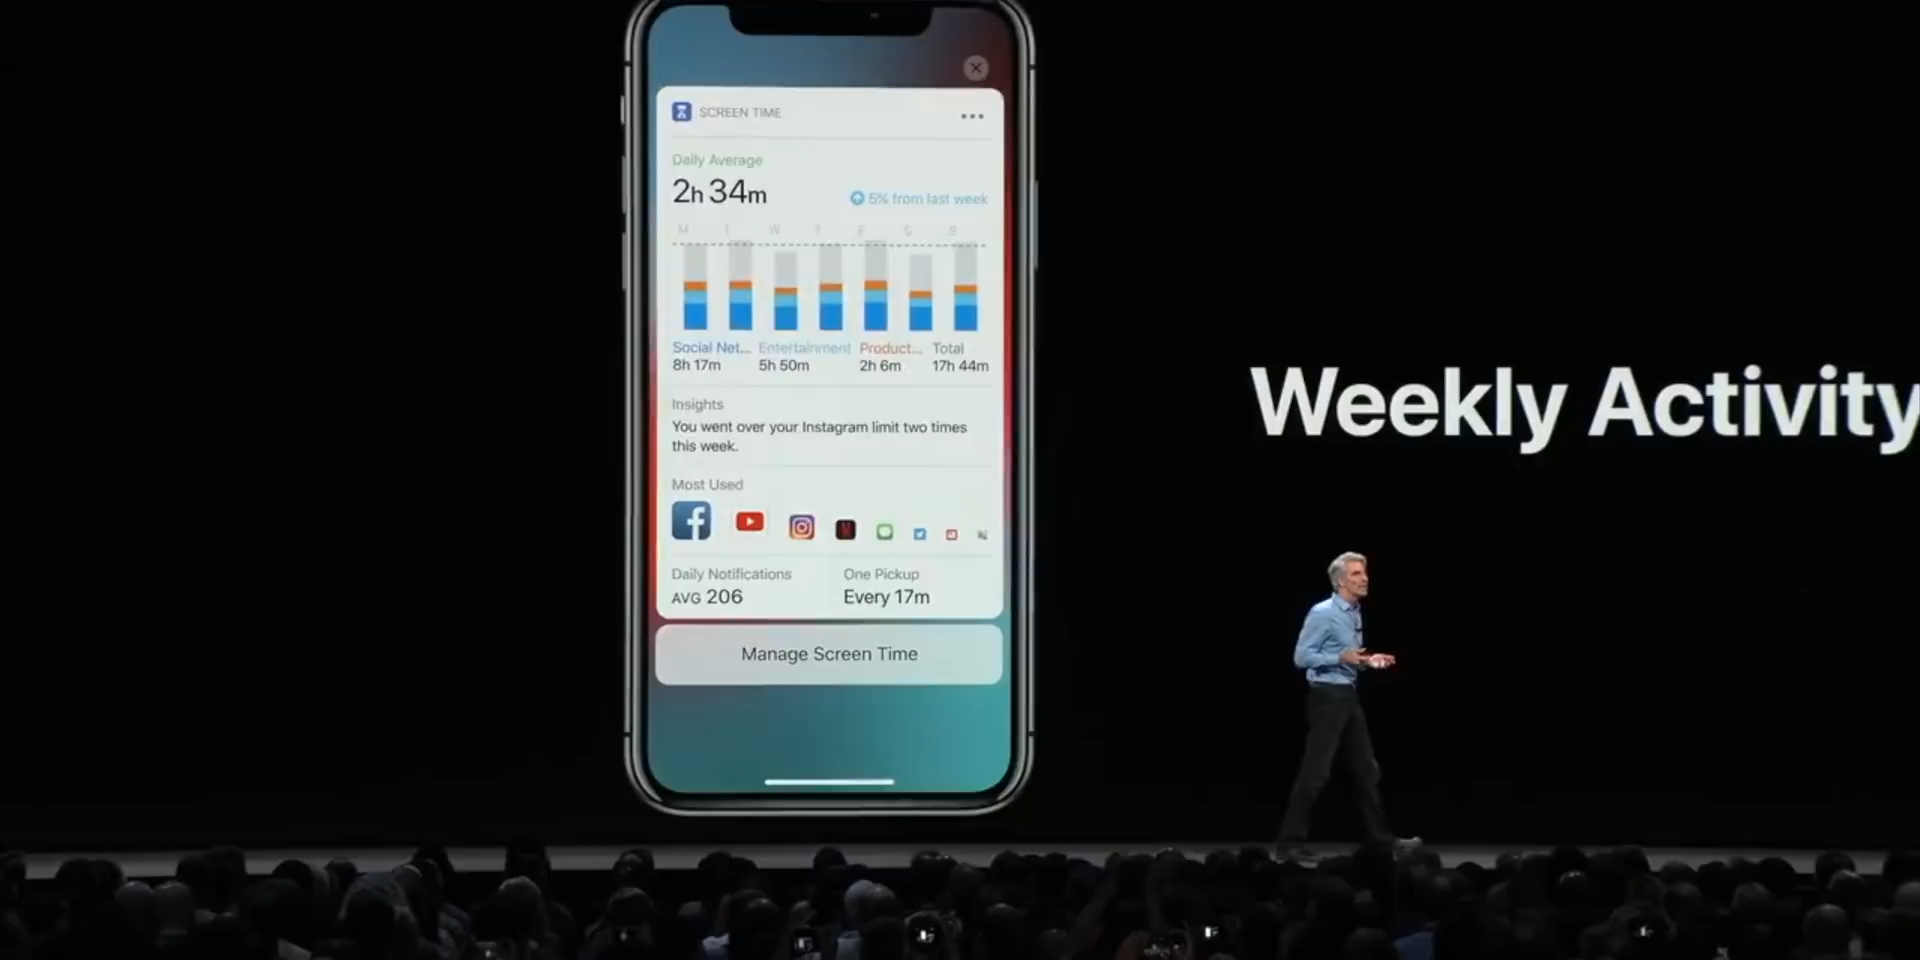 SCREEN TIME
Daily Average
2h 34m
5% from last week
M T W T F S S
Social Net... Entertainment Product... Total
8h 17m 5h 50m 2h 6m 17h 44m
Insights
You went over your Instagram limit two times
this week.
Most Used
Daily Notifications One Pickup
AVG 206 Every 17m
Manage Screen Time
Weekly Activity